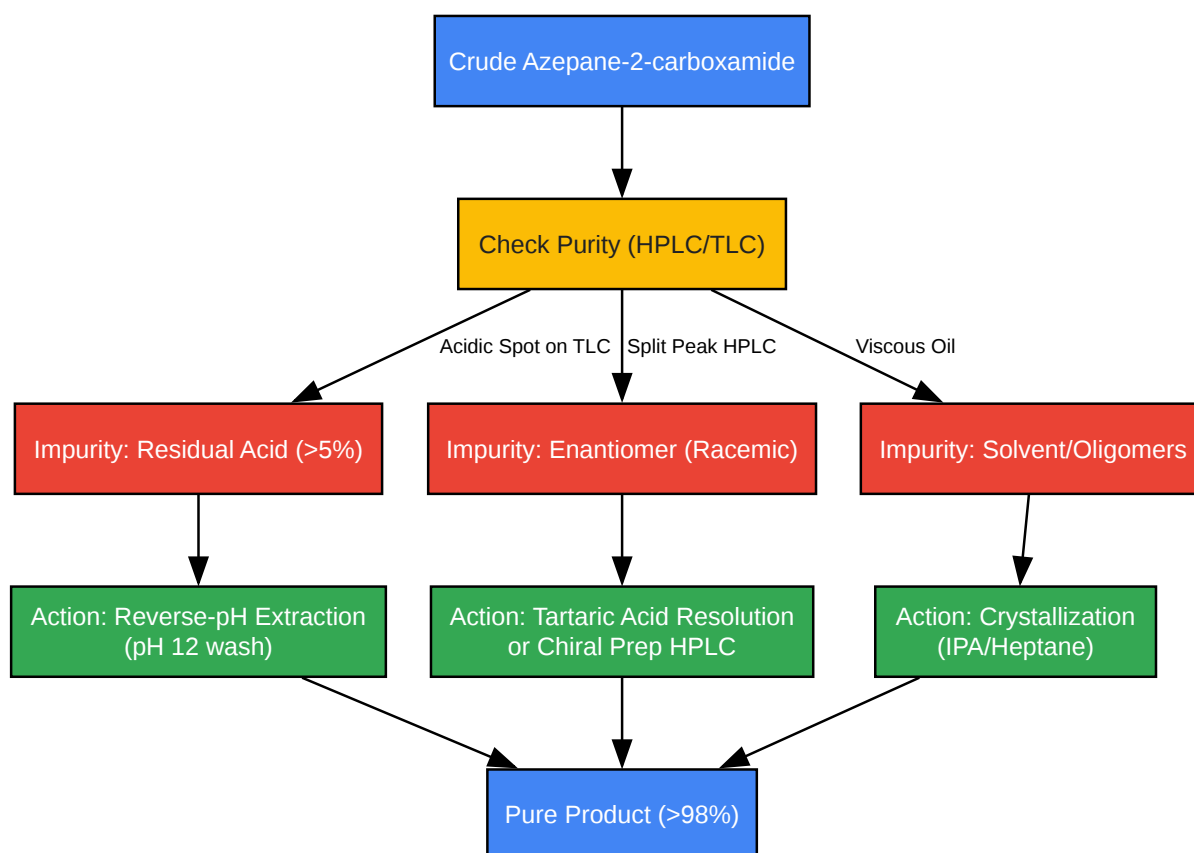 Crude Azepane-2-carboxamide
Check Purity (HPLC/TLC)
Acidic Spot on TLC
Split Peak HPLC
Viscous Oil
Impurity: Residual Acid (>5%)
Impurity: Enantiomer (Racemic)
Impurity: Solvent/Oligomers
Action: Reverse-pH Extraction
(pH 12 wash)
Action: Tartaric Acid Resolution
or Chiral Prep HPLC
Action: Crystallization
(IPA/Heptane)
Pure Product (>98%)